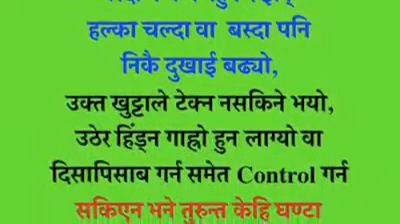 हल्का चल्दा वा बस्दा पनि
निकै दुखाई बढ्यो,
उक्त खुट्टाले टेक्न नसकिने भयो,
उठेर हिंड्न गाह्रो हुन लाग्यो वा
दिसापिसाब गर्न समेत Control गर्न
सकिएन भने तुरुन्त केहि घण्टा